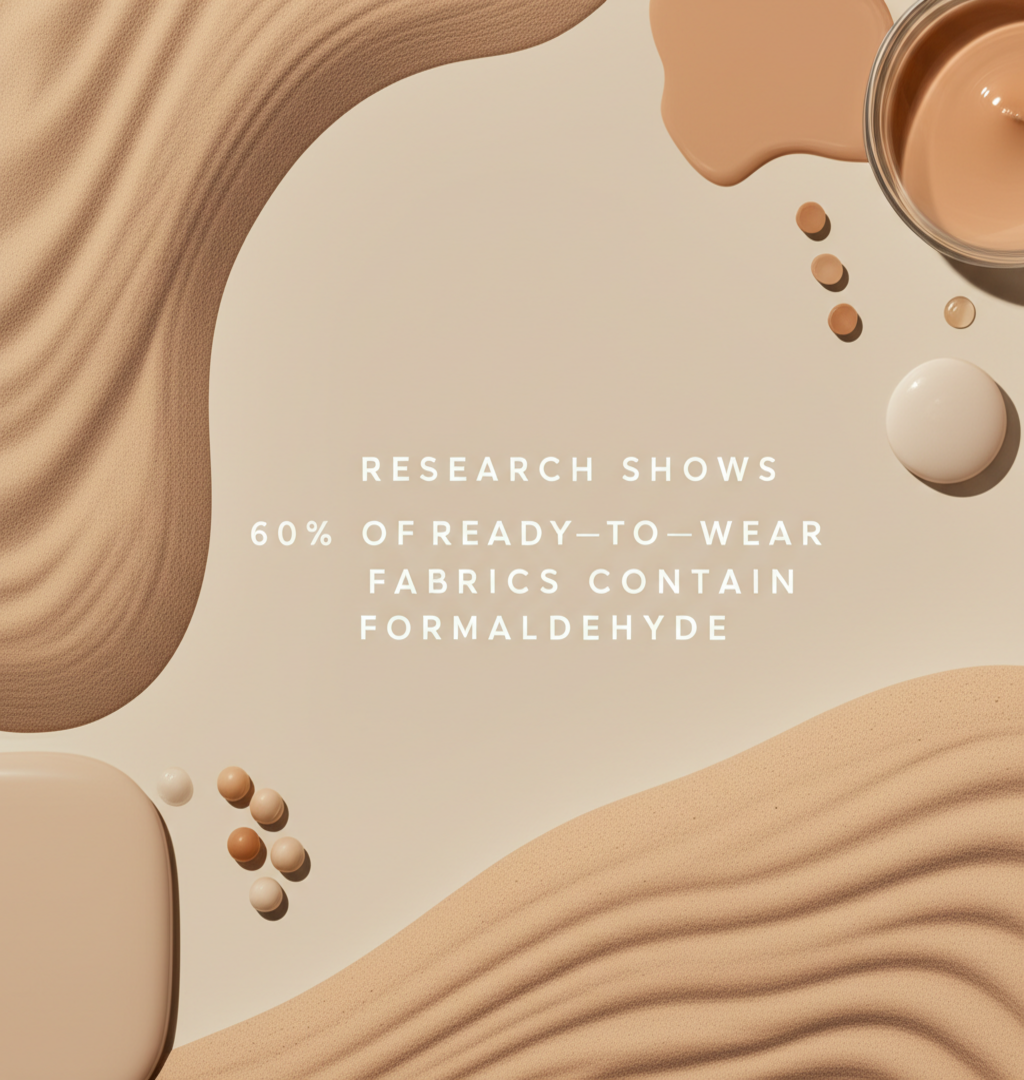 RESEARCH SHOWS
60% OF READY—TO—WEAR
FABRICS CONTAIN
FORMALDEHYDE